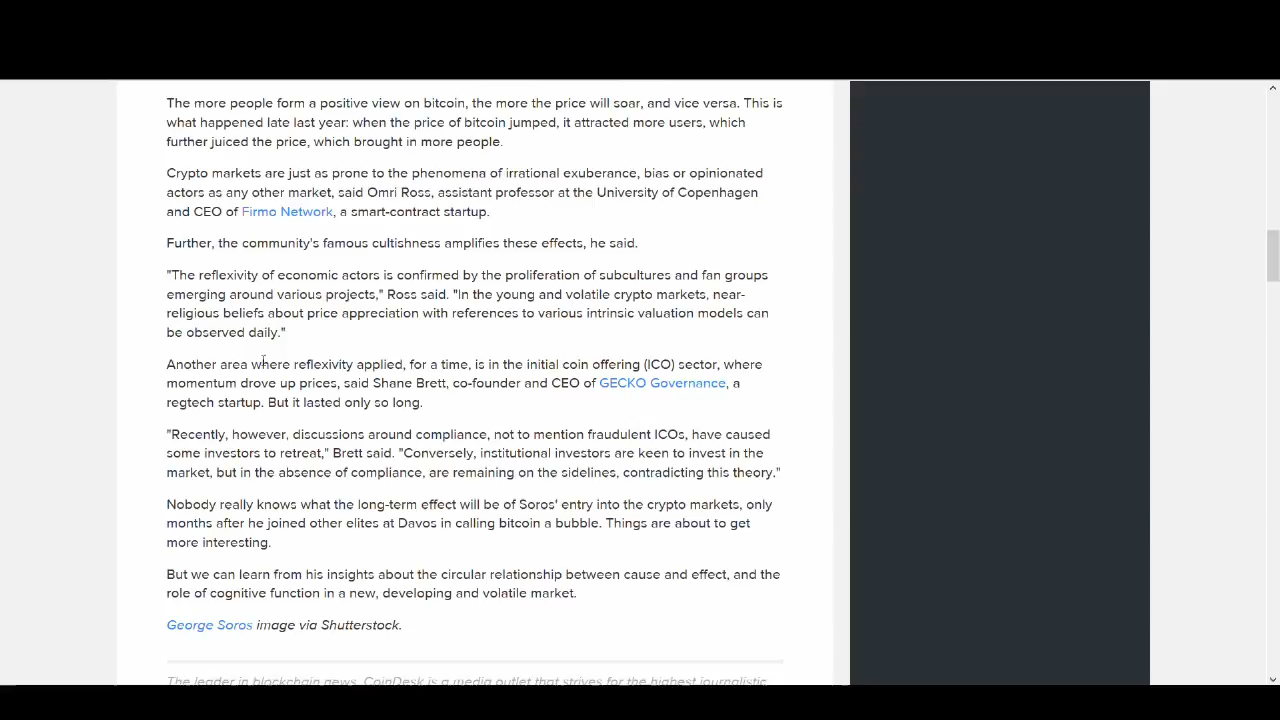 The more people form a positive view on bitcoin, the more the price will soar, and vice versa. This is
what happened late last year: when the price of bitcoin jumped, it attracted more users, which
further juiced the price, which brought in more people.
Crypto markets are just as prone to the phenomena of irrational exuberance, bias or opinionated
actors as any other market, said Omri Ross, assistant professor at the University of Copenhagen
and CEO of Firmo Network, a smart-contract startup.
Further, the community's famous cultishness amplifies these effects, he said.
"The reflexivity of economic actors is confirmed by the proliferation of subcultures and fan groups
emerging around various projects," Ross said. "In the young and volatile crypto markets, near-
religious beliefs about price appreciation with references to various intrinsic valuation models can
be observed daily."
Another area where reflexivity applied, for a time, is in the initial coin offering (ICO) sector, where
momentum drove up prices, said Shane Brett, co-founder and CEO of GECKO Governance, a
regtech startup. But it lasted only so long.
"Recently, however, discussions around compliance, not to mention fraudulent ICOs, have caused
some investors to retreat," Brett said. "Conversely, institutional investors are keen to invest in the
market, but in the absence of compliance, are remaining on the sidelines, contradicting this theory."
Nobody really knows what the long-term effect will be of Soros' entry into the crypto markets, only
months after he joined other elites at Davos in calling bitcoin a bubble. Things are about to get
more interesting.
But we can learn from his insights about the circular relationship between cause and effect, and the
role of cognitive function in a new, developing and volatile market.
George Soros image via Shutterstock.
The leader in blockchain news, CoinDesk is a media outlet that strives for the highest journalistic